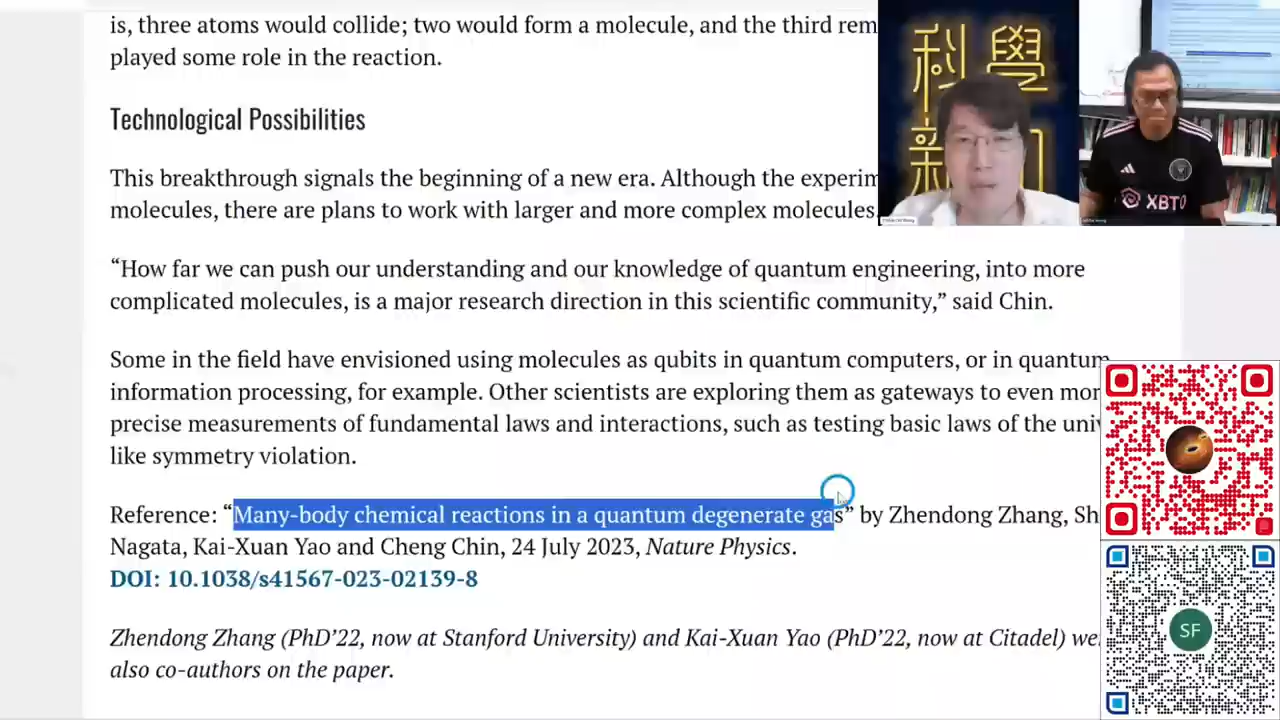 is, three atoms would collide; two would form a molecule, and the third rem
played some role in the reaction.
Technological Possibilities
This breakthrough signals the beginning of a new era. Although the experim
molecules, there are plans to work with larger and more complex molecules.
“How far we can push our understanding and our knowledge of quantum engineering, into more
complicated molecules, is a major research direction in this scientific community,” said Chin.
Some in the field have envisioned using molecules as qubits in quantum computers, or in quantum
information processing, for example. Other scientists are exploring them as gateways to even mor
precise measurements of fundamental laws and interactions, such as testing basic laws of the univ
like symmetry violation.
Reference: “Many-body chemical reactions in a quantum degenerate gas” by Zhendong Zhang, Sh
Nagata, Kai-Xuan Yao and Cheng Chin, 24 July 2023, Nature Physics.
DOI: 10.1038/s41567-023-02139-8
Zhendong Zhang (PhD’22, now at Stanford University) and Kai-Xuan Yao (PhD’22, now at Citadel) we
also co-authors on the paper.
科學
新
XBTO
SF